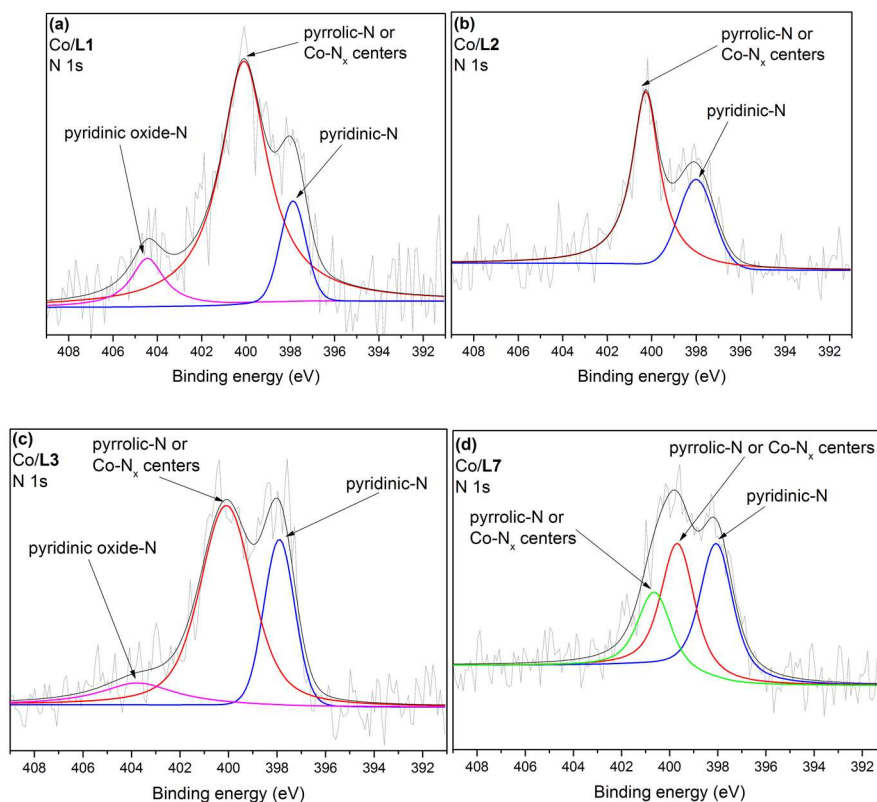 (a)
Co/L1
N 1s
pyrrolic-N or
Co-Nx centers
pyridinic oxide-N
pyridinic-N
408 406 404 402 400 398 396 394 392
Binding energy (eV)
(b)
Co/L2
N 1s
pyrrolic-N or
Co-Nx centers
pyridinic-N
408 406 404 402 400 398 396 394 392
Binding energy (eV)
(c)
Co/L3
N 1s
pyrrolic-N or
Co-Nx centers
pyridinic-N
pyridinic oxide-N
408 406 404 402 400 398 396 394 392
Binding energy (eV)
(d)
Co/L7
N 1s
pyrrolic-N or Co-Nx centers
pyrrolic-N or
Co-Nx centers
pyridinic-N
408 406 404 402 400 398 396 394 392
Binding energy (eV)